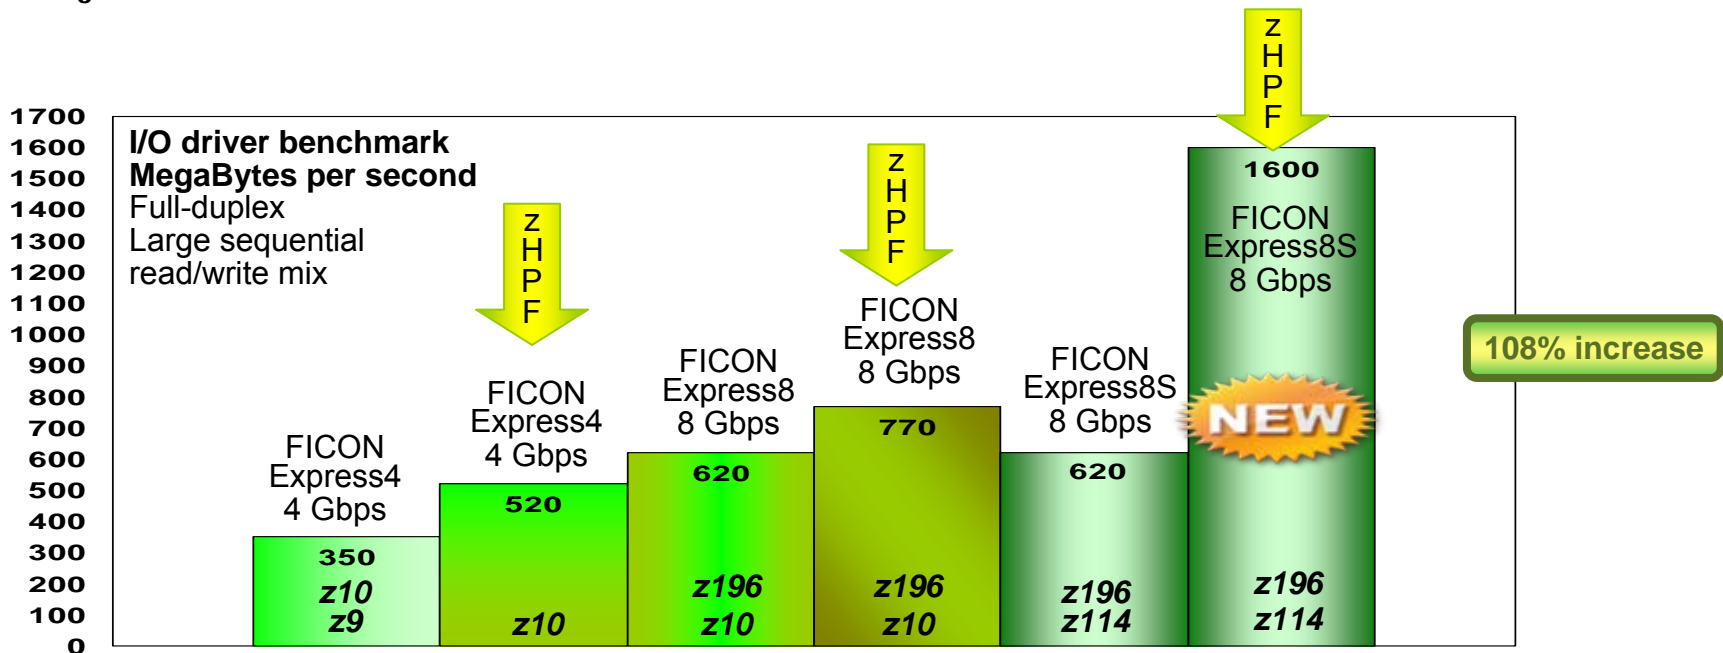 z
H
P
F
1700
1600
1500
1400
1300
1200
1100
1000
900
800
700
600
500
400
300
200
100
0
I/O driver benchmark
MegaBytes per second
Full-duplex
Large sequential
read/write mix
FICON
Express4
4 Gbps
350
z10
z9
z
H
P
F
FICON
Express4
4 Gbps
520
z10
FICON
Express8
8 Gbps
620
z196
z10
z
H
P
F
FICON
Express8
8 Gbps
770
z196
z10
FICON
Express8S
8 Gbps
620
z196
z114
1600
FICON
Express8S
8 Gbps
NEW
z196
z114
108% increase